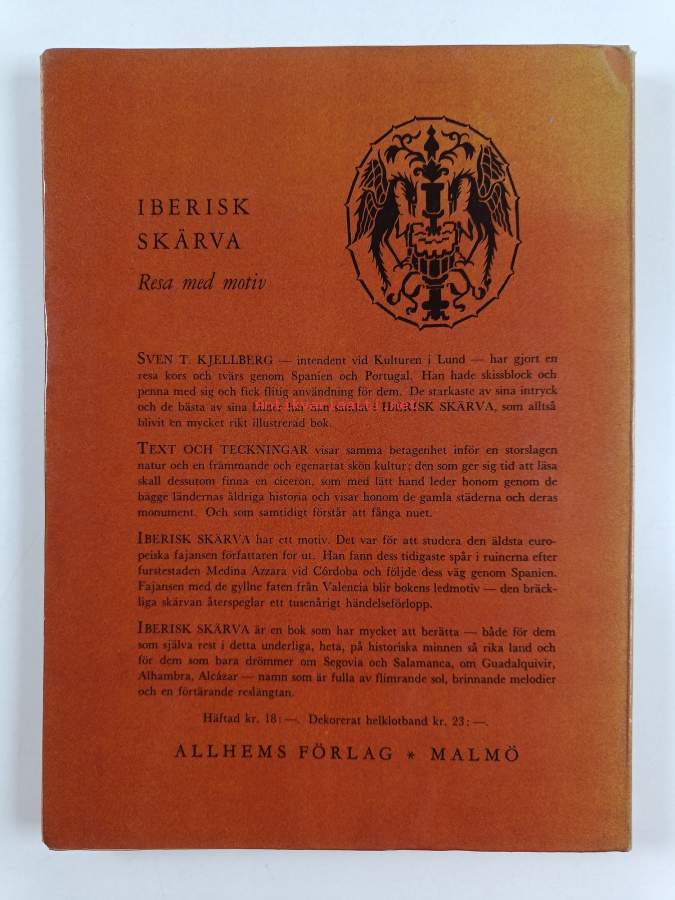 IBERISK
SKÄRVA
Resa med motiv
SVEN T. KJELLBERG — intendent vid Kulturen i Lund — har gjort en
resa kors och tvärs genom Spanien och Portugal. Han hade skissblock och
penna med sig och fick flitig användning för dem. De starkaste av sina intryck
och de bästa av sina bilder har han samlat i IBERISK SKÄRVA, som alltså
blivit en mycket rikt illustrerad bok.
TEXT OCH TECKNINGAR visar samma betagenhet inför en storslagen
natur och en främmande och egenartat skön kultur; den som ger sig tid att läsa
skall dessutom finna en ciceron, som med lätt hand leder honom genom de
bägge ländernas åldriga historia och visar honom de gamla städerna och deras
monument. Och som samtidigt förstår att fånga nuet.
IBERISK SKÄRVA har ett motiv. Det var för att studera den äldsta euro-
peiska fajansen författaren for ut. Han fann dess tidigaste spår i ruinerna efter
furstestaden Medina Azzara vid Córdoba och följde dess väg genom Spanien.
Fajansen med de gyllne faten från Valencia blir bokens ledmotiv — den bräck-
liga skärvan återspeglar ett tusenårigt händelseförlopp.
IBERISK SKÄRVA är en bok som har mycket att berätta — både för dem
som själva rest i detta underliga, heta, på historiska minnen så rika land och
för dem som bara drömmer om Segovia och Salamanca, om Guadalquivir,
Alhambra, Alcázar — namn som är fulla av flimrande sol, brinnande melodier
och en förtärande reslängtan.
Häftad kr. 18:—. Dekorerat helklotband kr. 23:—.
ALLHEMS FÖRLAG * MALMÖ